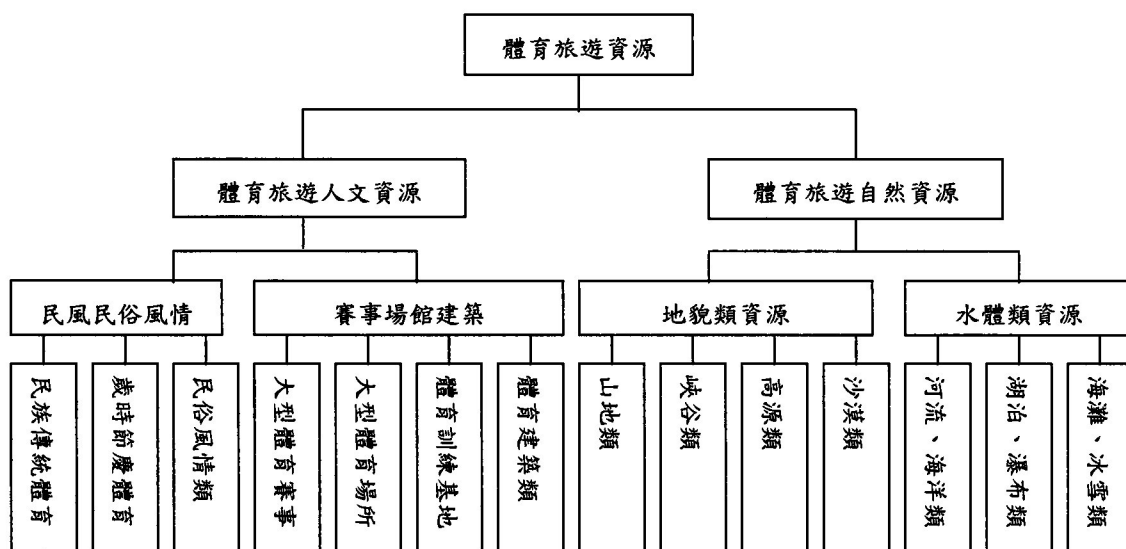 體育旅遊資源
體育旅遊人文資源
體育旅遊自然資源
民風民俗風情
賽事場館建築
地貌類資源
水體類資源
民族傳統體育
歲時節慶體育
民俗風情類
大型體育賽事
大型體育場所
體育訓練基地
體育建築類
山地類
峽谷類
高源類
沙漠類
河流、海洋類
湖泊、瀑布類
海灘、冰雪類